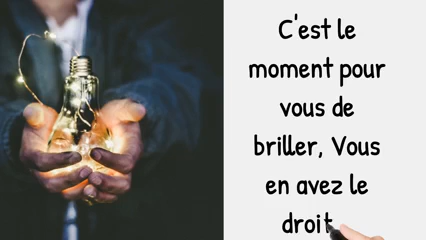 C'est le
moment pour
vous de
briller, Vous
en avez le
droit